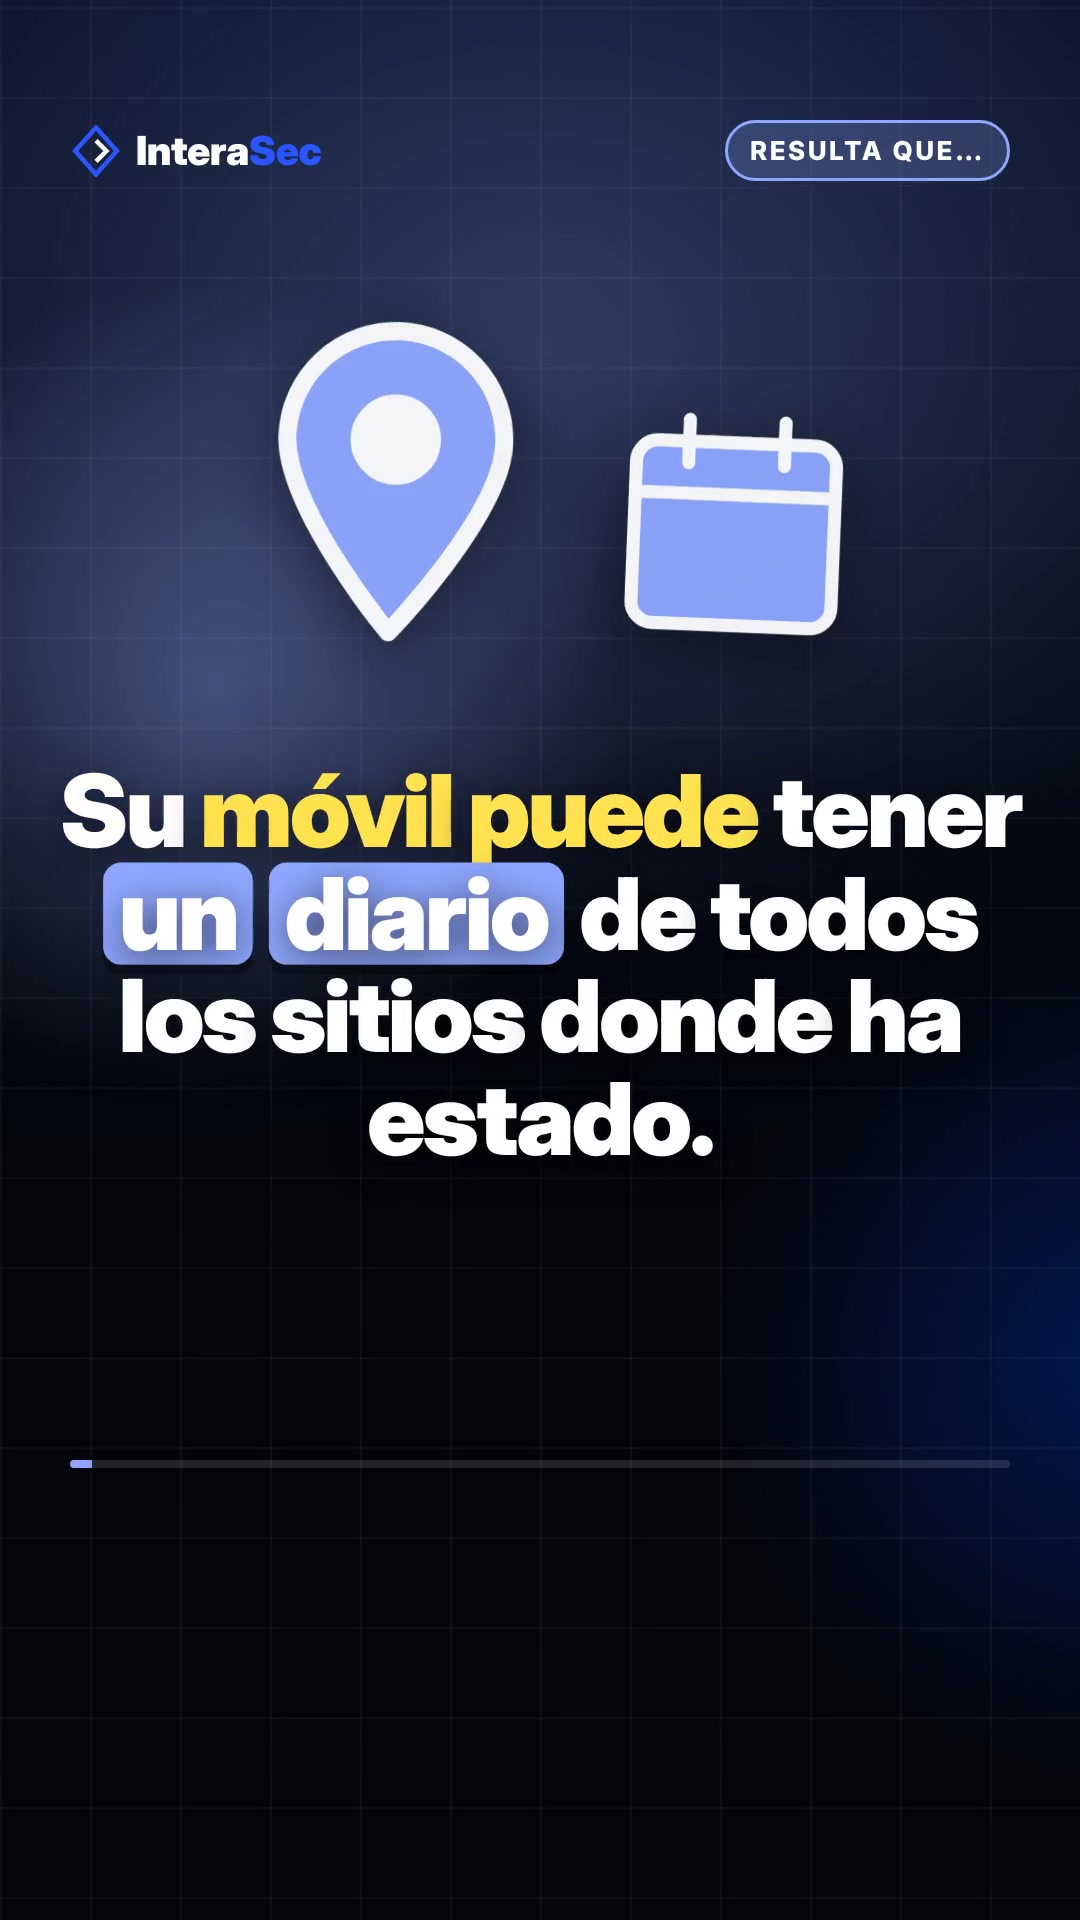 InteraSec
RESULTA QUE...
Su móvil puede tener
un diario de todos
los sitios donde ha
estado.